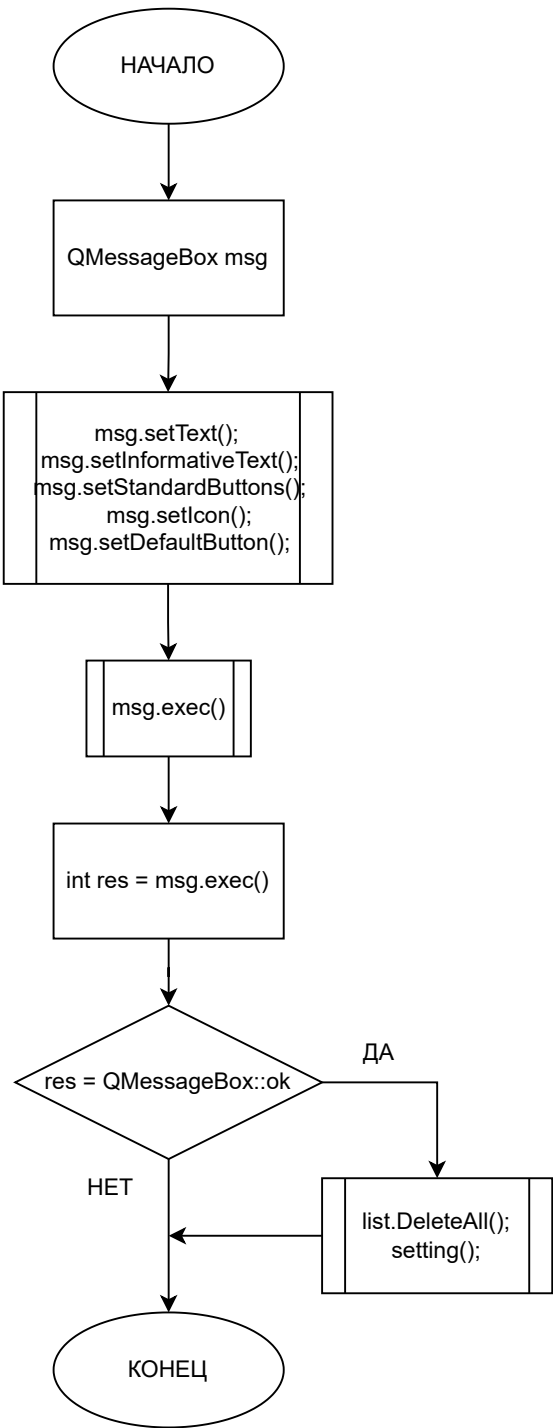 НАЧАЛО
QMessageBox msg
msg.setText();
msg.setInformativeText();
msg.setStandardButtons();
msg.setIcon();
msg.setDefaultButton();
msg.exec()
int res = msg.exec()
res = QMessageBox::ok
ДА
НЕТ
list.DeleteAll();
setting();
КОНЕЦ